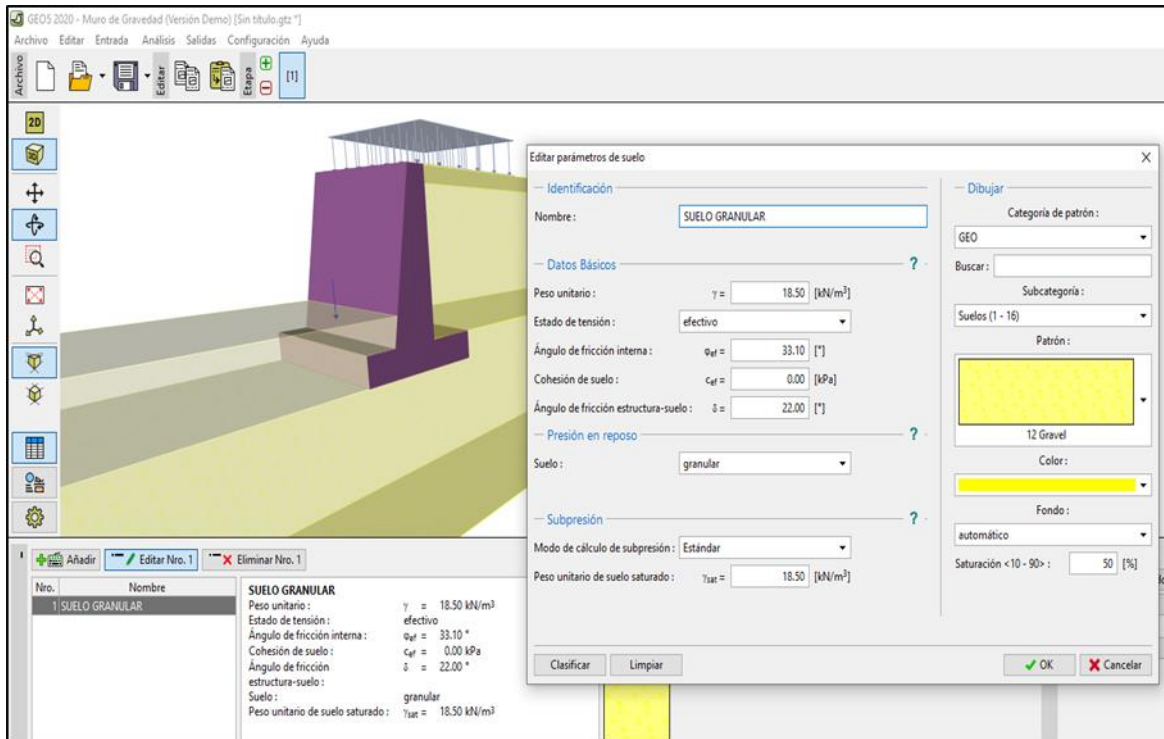 GEO5 2020 - Muro de Gravedad (Versión Demo) [Sin título.gtz *]
Archivo Editar Entrada Análisis Salidas Configuración Ayuda
Archivo
Editar
Etapa
[1]
2D
3D
Editar parámetros de suelo
Identificación
Nombre : SUELO GRANULAR
Datos Básicos ?
Peso unitario : γ = 18.50 [kN/m³]
Estado de tensión : efectivo
Ángulo de fricción interna : φef = 33.10 [°]
Cohesión de suelo : cef = 0.00 [kPa]
Ángulo de fricción estructura-suelo : δ = 22.00 [°]
Presión en reposo ?
Suelo : granular
Subpresión ?
Modo de cálculo de subpresión : Estándar
Peso unitario de suelo saturado : γsat = 18.50 [kN/m³]
Clasificar Limpiar
Dibujar
Categoría de patrón :
GEO
Buscar :
Subcategoría :
Suelos (1 - 16)
Patrón :
12 Gravel
Color :
Fondo :
automático
Saturación <10 - 90> : 50 [%]
OK Cancelar
Añadir Editar Nro. 1 Eliminar Nro. 1
Nro. Nombre
1 SUELO GRANULAR
SUELO GRANULAR
Peso unitario : γ = 18.50 kN/m³
Estado de tensión : efectivo
Ángulo de fricción interna : φef = 33.10 °
Cohesión de suelo : cef = 0.00 kPa
Ángulo de fricción δ = 22.00 °
estructura-suelo :
Suelo : granular
Peso unitario de suelo saturado : γsat = 18.50 kN/m³